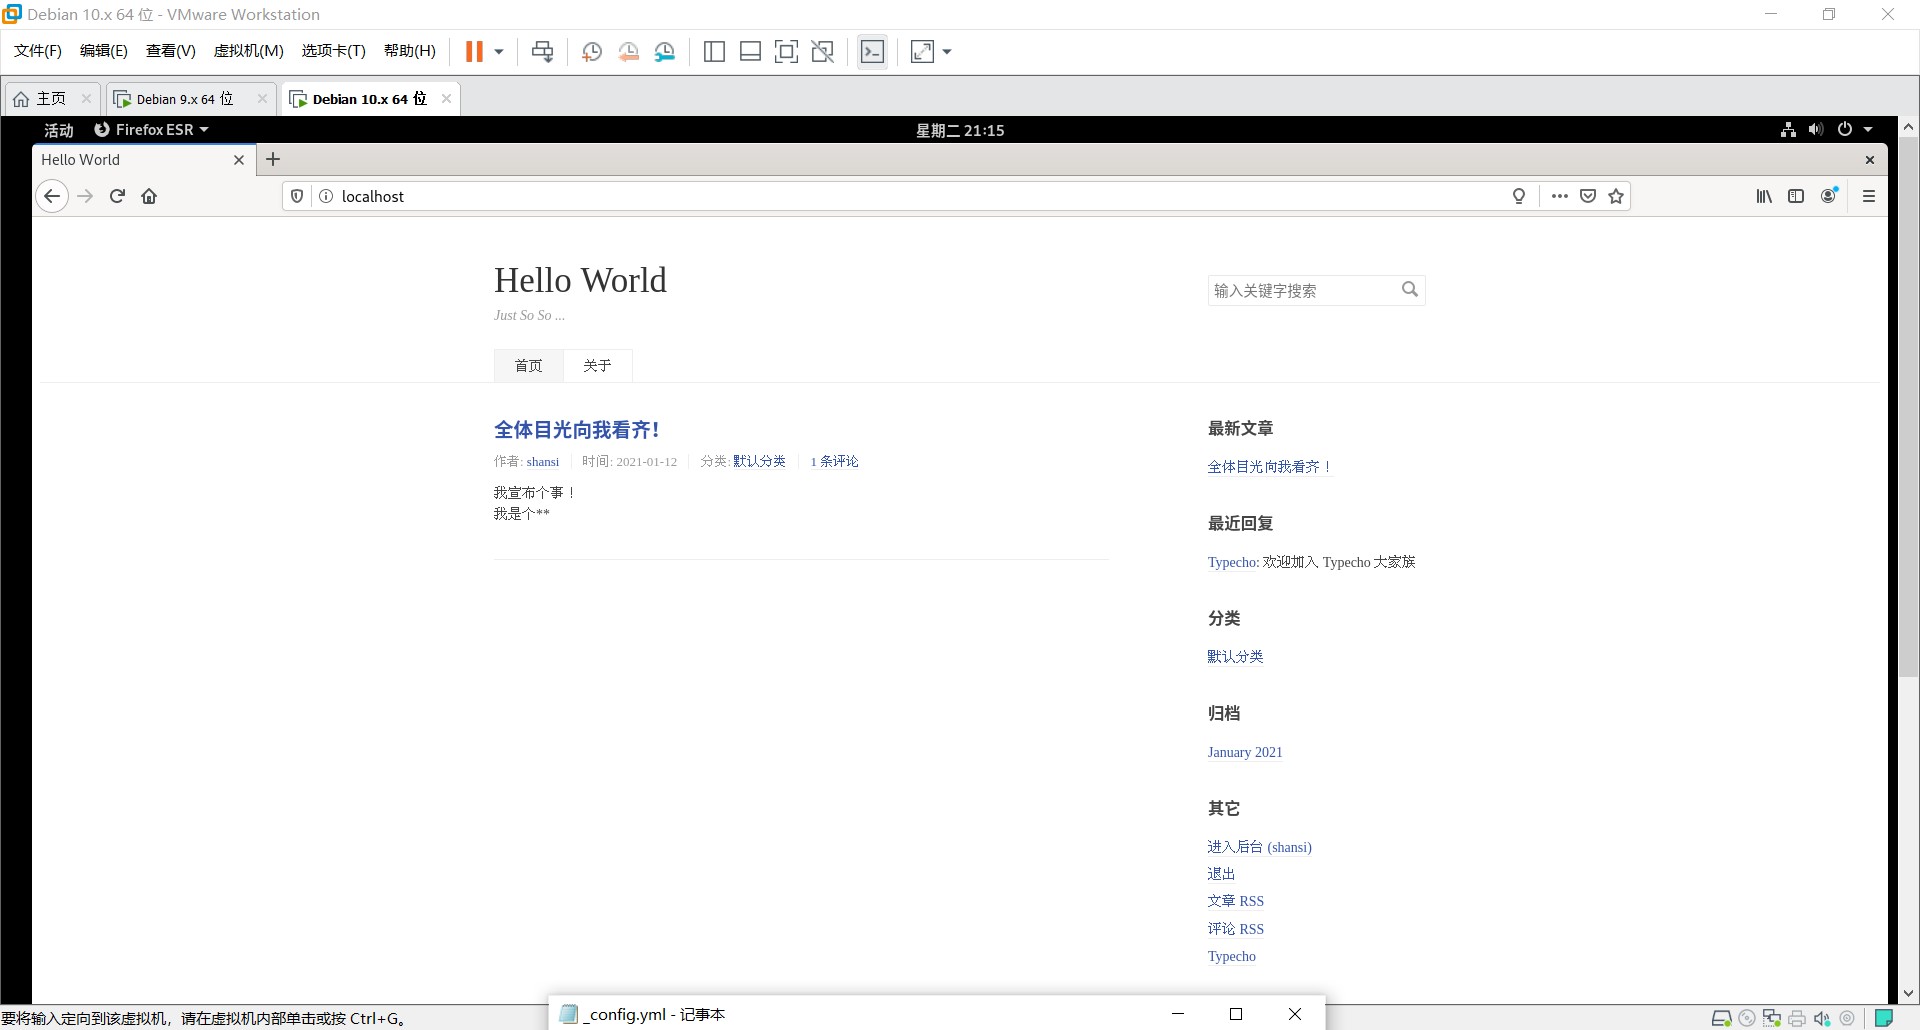 Debian 10.x 64 位 - VMware Workstation
文件(F) 编辑(E) 查看(V) 虚拟机(M) 选项卡(T) 帮助(H)
主页 Debian 9.x 64 位 Debian 10.x 64 位
活动 Firefox ESR 星期二 21:15
Hello World
localhost
Hello World
Just So So ...
输入关键字搜索
首页 关于
全体目光向我看齐！
作者: shansi 时间: 2021-01-12 分类: 默认分类 1 条评论
我宣布个事！
我是个**
最新文章
全体目光向我看齐！
最近回复
Typecho: 欢迎加入 Typecho 大家族
分类
默认分类
归档
January 2021
其它
进入后台 (shansi)
退出
文章 RSS
评论 RSS
Typecho
_config.yml - 记事本
要将输入定向到该虚拟机，请在虚拟机内部单击或按 Ctrl+G。